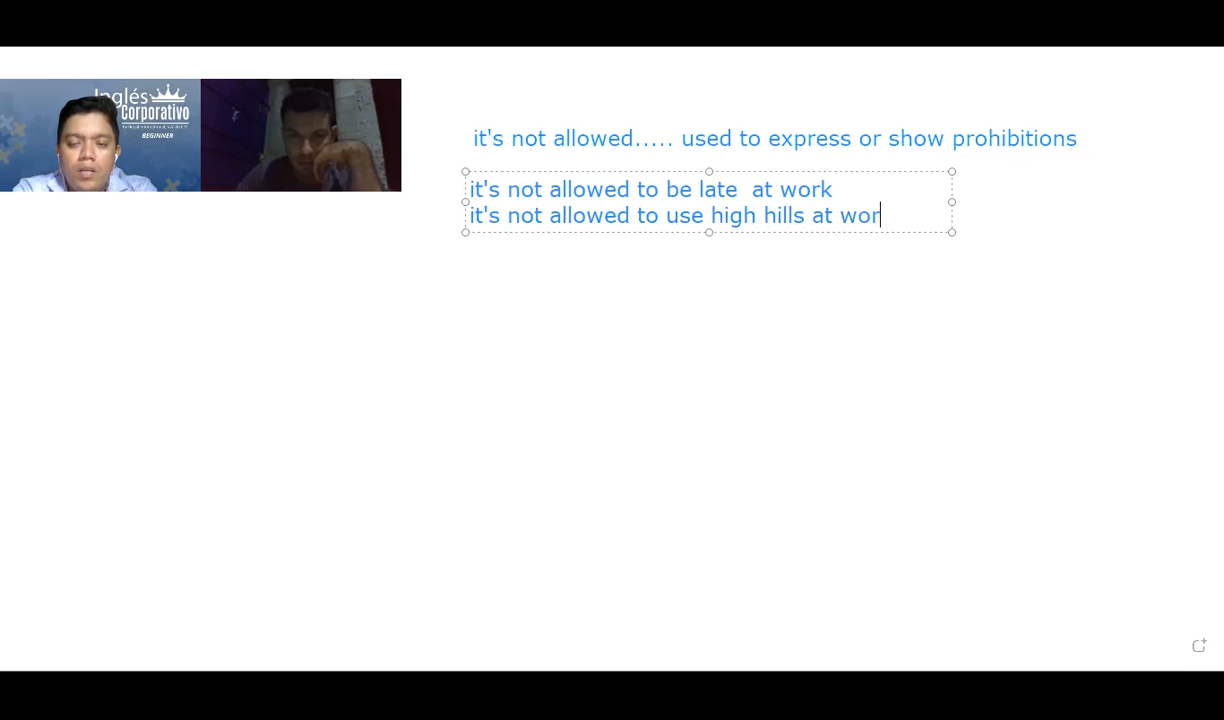 Inglés
Corporativo
BEGINNER
it's not allowed..... used to express or show prohibitions
it's not allowed to be late  at work
it's not allowed to use high hills at wor